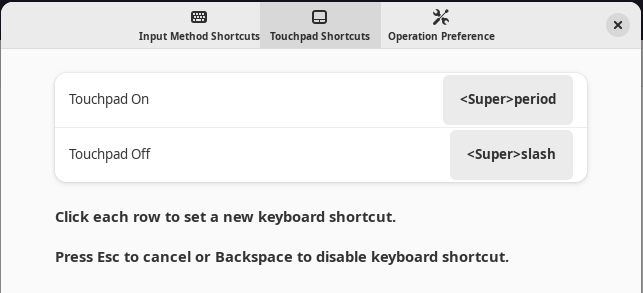 Input Method Shortcuts Touchpad Shortcuts Operation Preference
Touchpad On <Super>period
Touchpad Off <Super>slash
Click each row to set a new keyboard shortcut.
Press Esc to cancel or Backspace to disable keyboard shortcut.